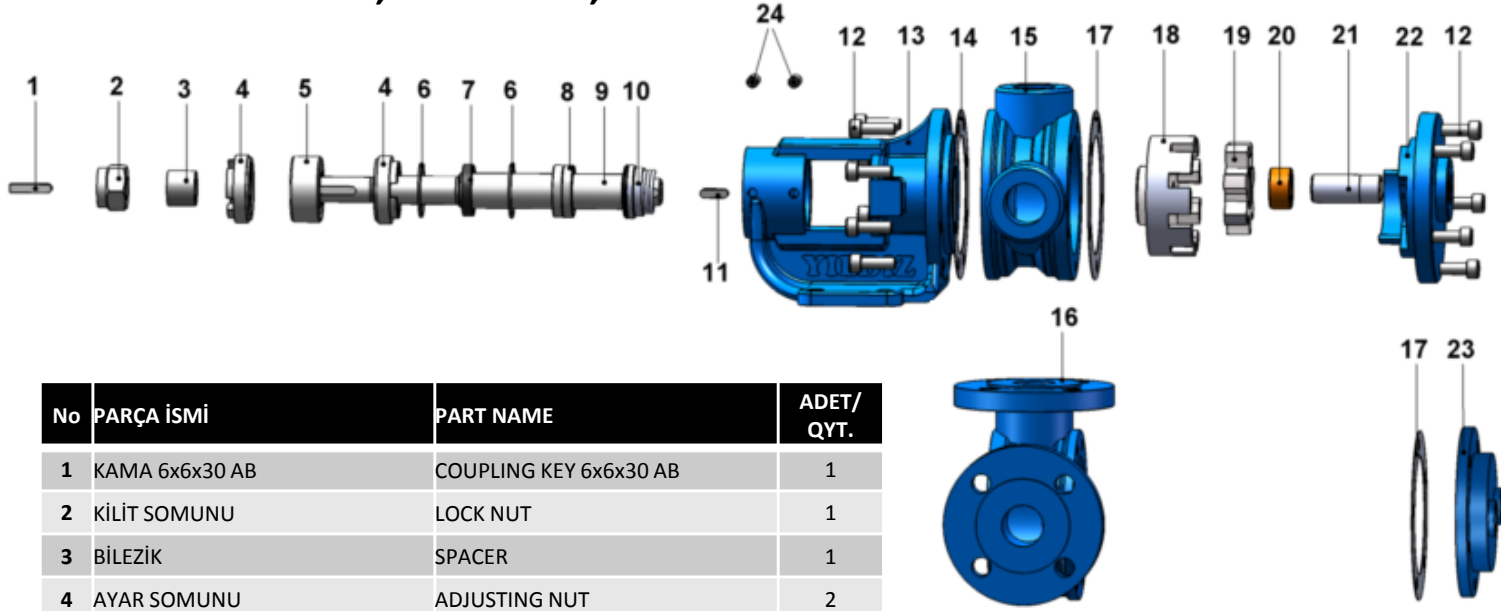 24
12 13 14 15 17 18 19 20 21 22 12
1 2 3 4 5 4 6 7 6 8 9 10
11
YILDIZ
16
17 23
No PARÇA İSMİ PART NAME ADET/
QYT.
1 KAMA 6x6x30 AB COUPLING KEY 6x6x30 AB 1
2 KİLİT SOMUNU LOCK NUT 1
3 BİLEZİK SPACER 1
4 AYAR SOMUNU ADJUSTING NUT 2